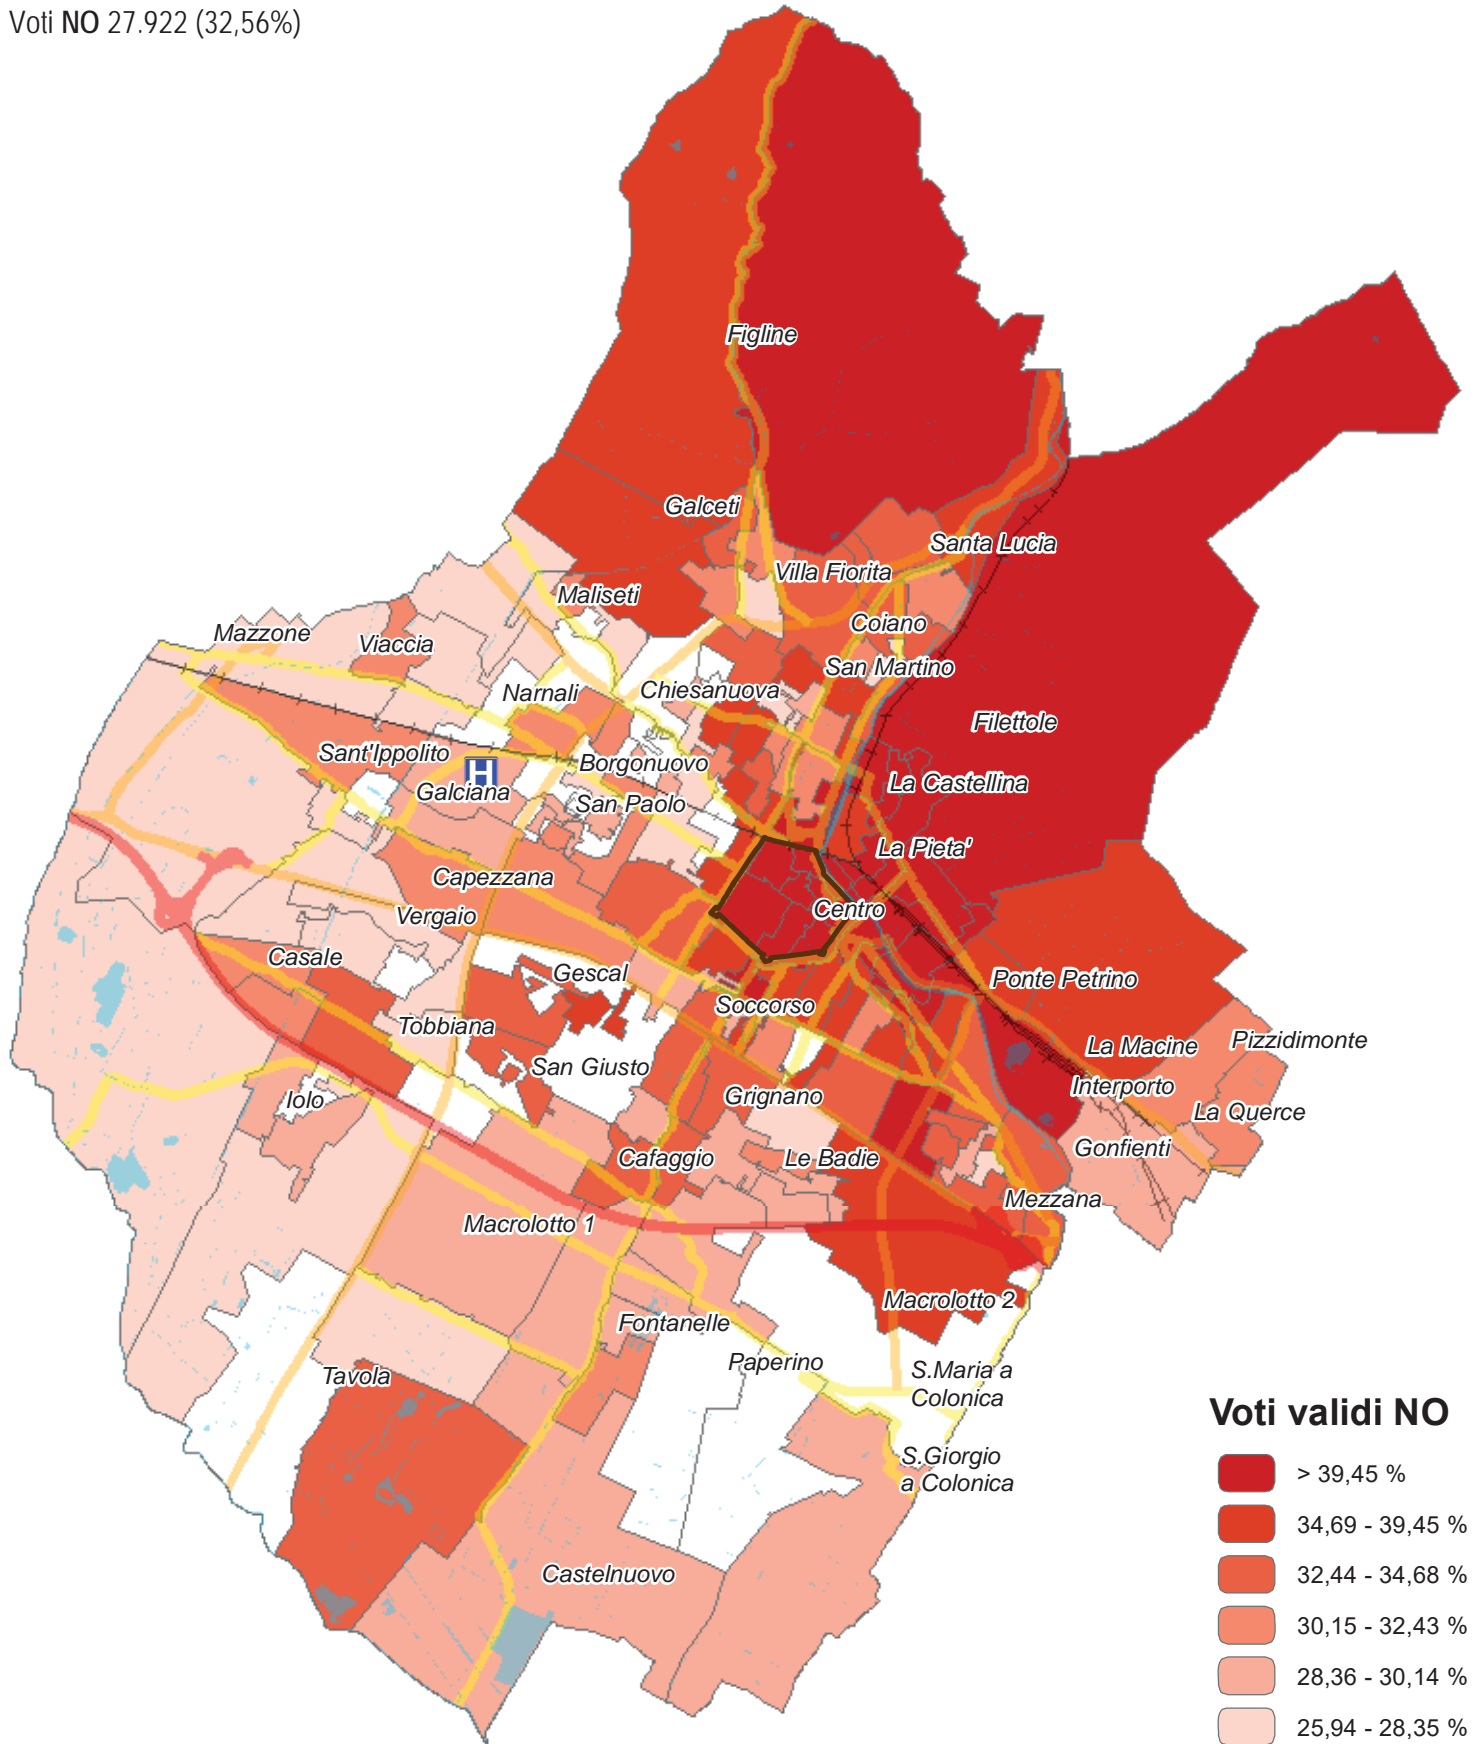 Voti NO 27.922 (32,56%)
Figline
Galceti
Santa Lucia
Villa Fiorita
Maliseti
Coiano
Mazzone
Viaccia
San Martino
Narnali
Chiesanuova
Filettole
Sant'Ippolito
Borgonuovo
H
Galciana
San Paolo
La Castellina
La Pieta'
Capezzana
Vergaio
Centro
Casale
Gescal
Ponte Petrino
Soccorso
Tobbiana
San Giusto
La Macine
Pizzidimonte
Iolo
Grignano
Interporto
La Querce
Cafaggio
Le Badie
Gonfienti
Mezzana
Macrolotto 1
Macrolotto 2
Fontanelle
Paperino
S.Maria a
Colonica
Tavola
S.Giorgio
a Colonica
Castelnuovo
Voti validi NO
> 39,45 %
34,69 - 39,45 %
32,44 - 34,68 %
30,15 - 32,43 %
28,36 - 30,14 %
25,94 - 28,35 %